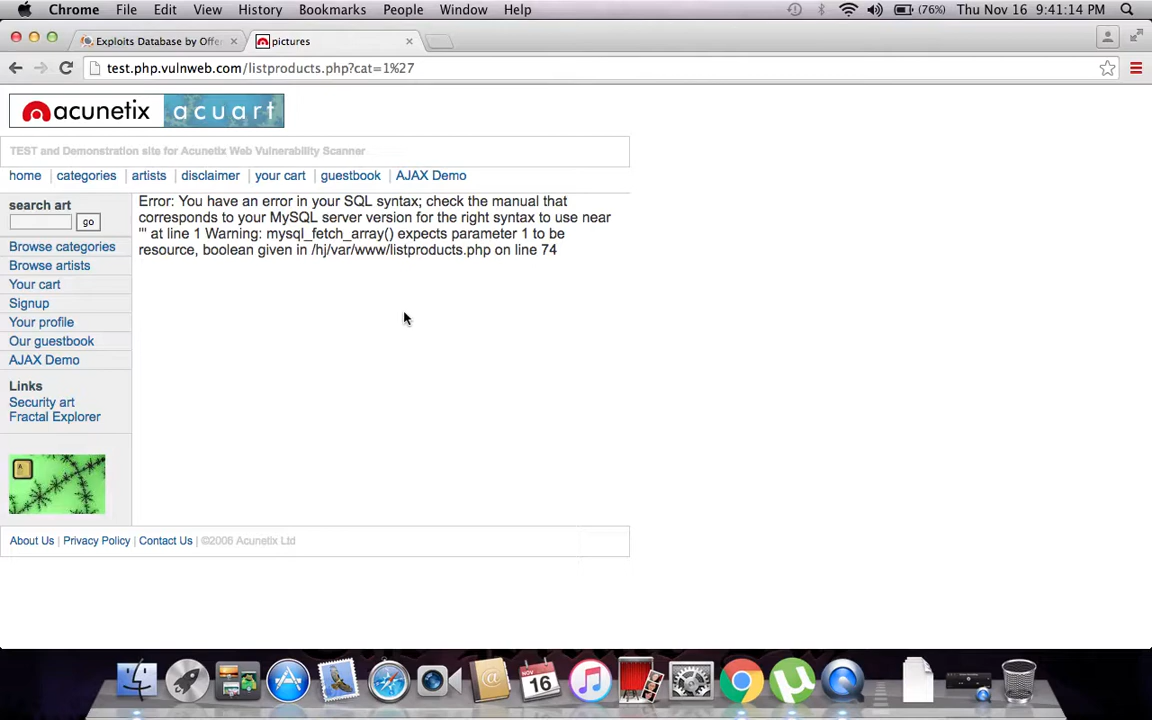 Chrome File Edit View History Bookmarks People Window Help (76%) Thu Nov 16 9:41:14 PM
Exploits Database by Offe
pictures
test.php.vulnweb.com/listproducts.php?cat=1%27
acunetix acuart
TEST and Demonstration site for Acunetix Web Vulnerability Scanner
home | categories | artists | disclaimer | your cart | guestbook | AJAX Demo
search art
go
Browse categories
Browse artists
Your cart
Signup
Your profile
Our guestbook
AJAX Demo
Links
Security art
Fractal Explorer
Error: You have an error in your SQL syntax; check the manual that
corresponds to your MySQL server version for the right syntax to use near
''' at line 1 Warning: mysql_fetch_array() expects parameter 1 to be
resource, boolean given in /hj/var/www/listproducts.php on line 74
About Us | Privacy Policy | Contact Us | ©2006 Acunetix Ltd
NOV
16